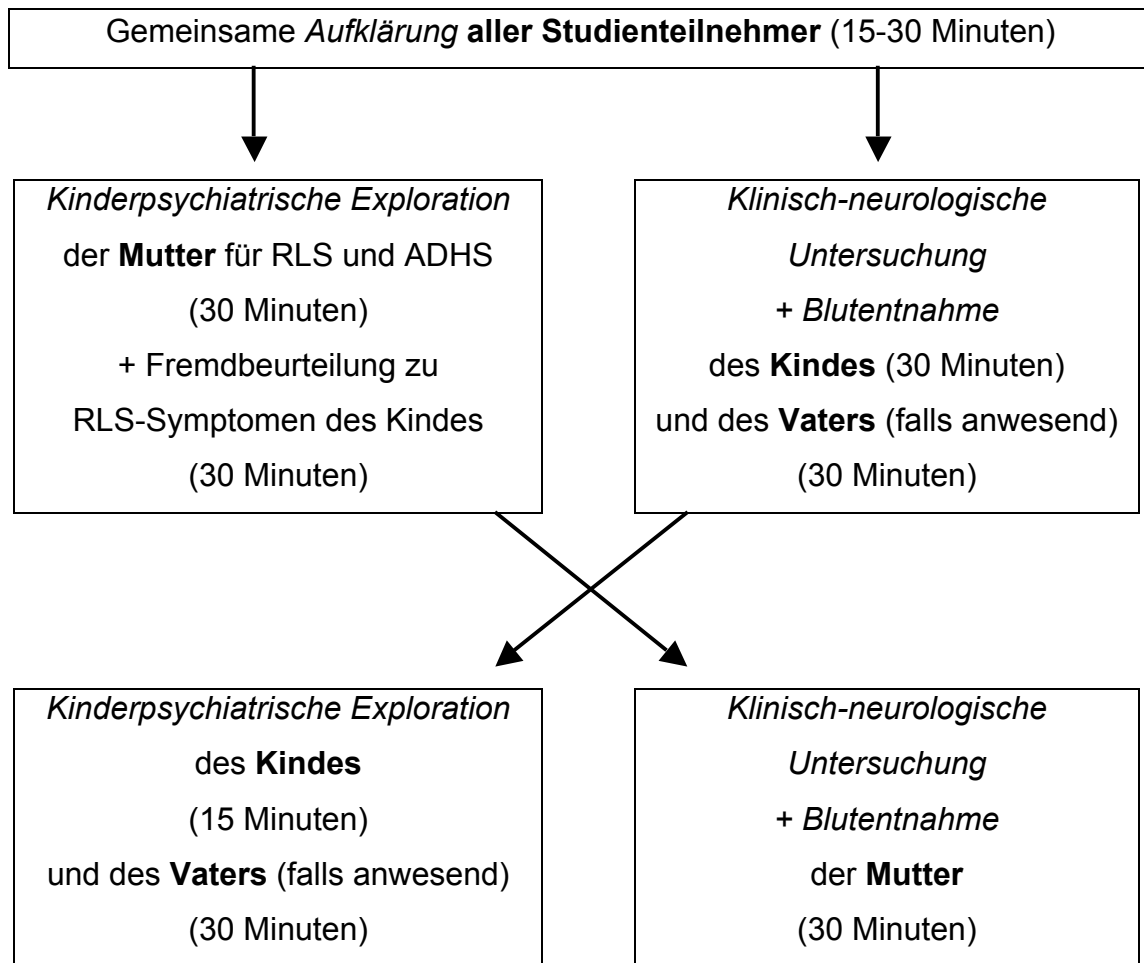 Gemeinsame Aufklärung aller Studienteilnehmer (15-30 Minuten)
Kinderpsychiatrische Exploration
der Mutter für RLS und ADHS
(30 Minuten)
+ Fremdbeurteilung zu
RLS-Symptomen des Kindes
(30 Minuten)
Klinisch-neurologische
Untersuchung
+ Blutentnahme
des Kindes (30 Minuten)
und des Vaters (falls anwesend)
(30 Minuten)
Kinderpsychiatrische Exploration
des Kindes
(15 Minuten)
und des Vaters (falls anwesend)
(30 Minuten)
Klinisch-neurologische
Untersuchung
+ Blutentnahme
der Mutter
(30 Minuten)